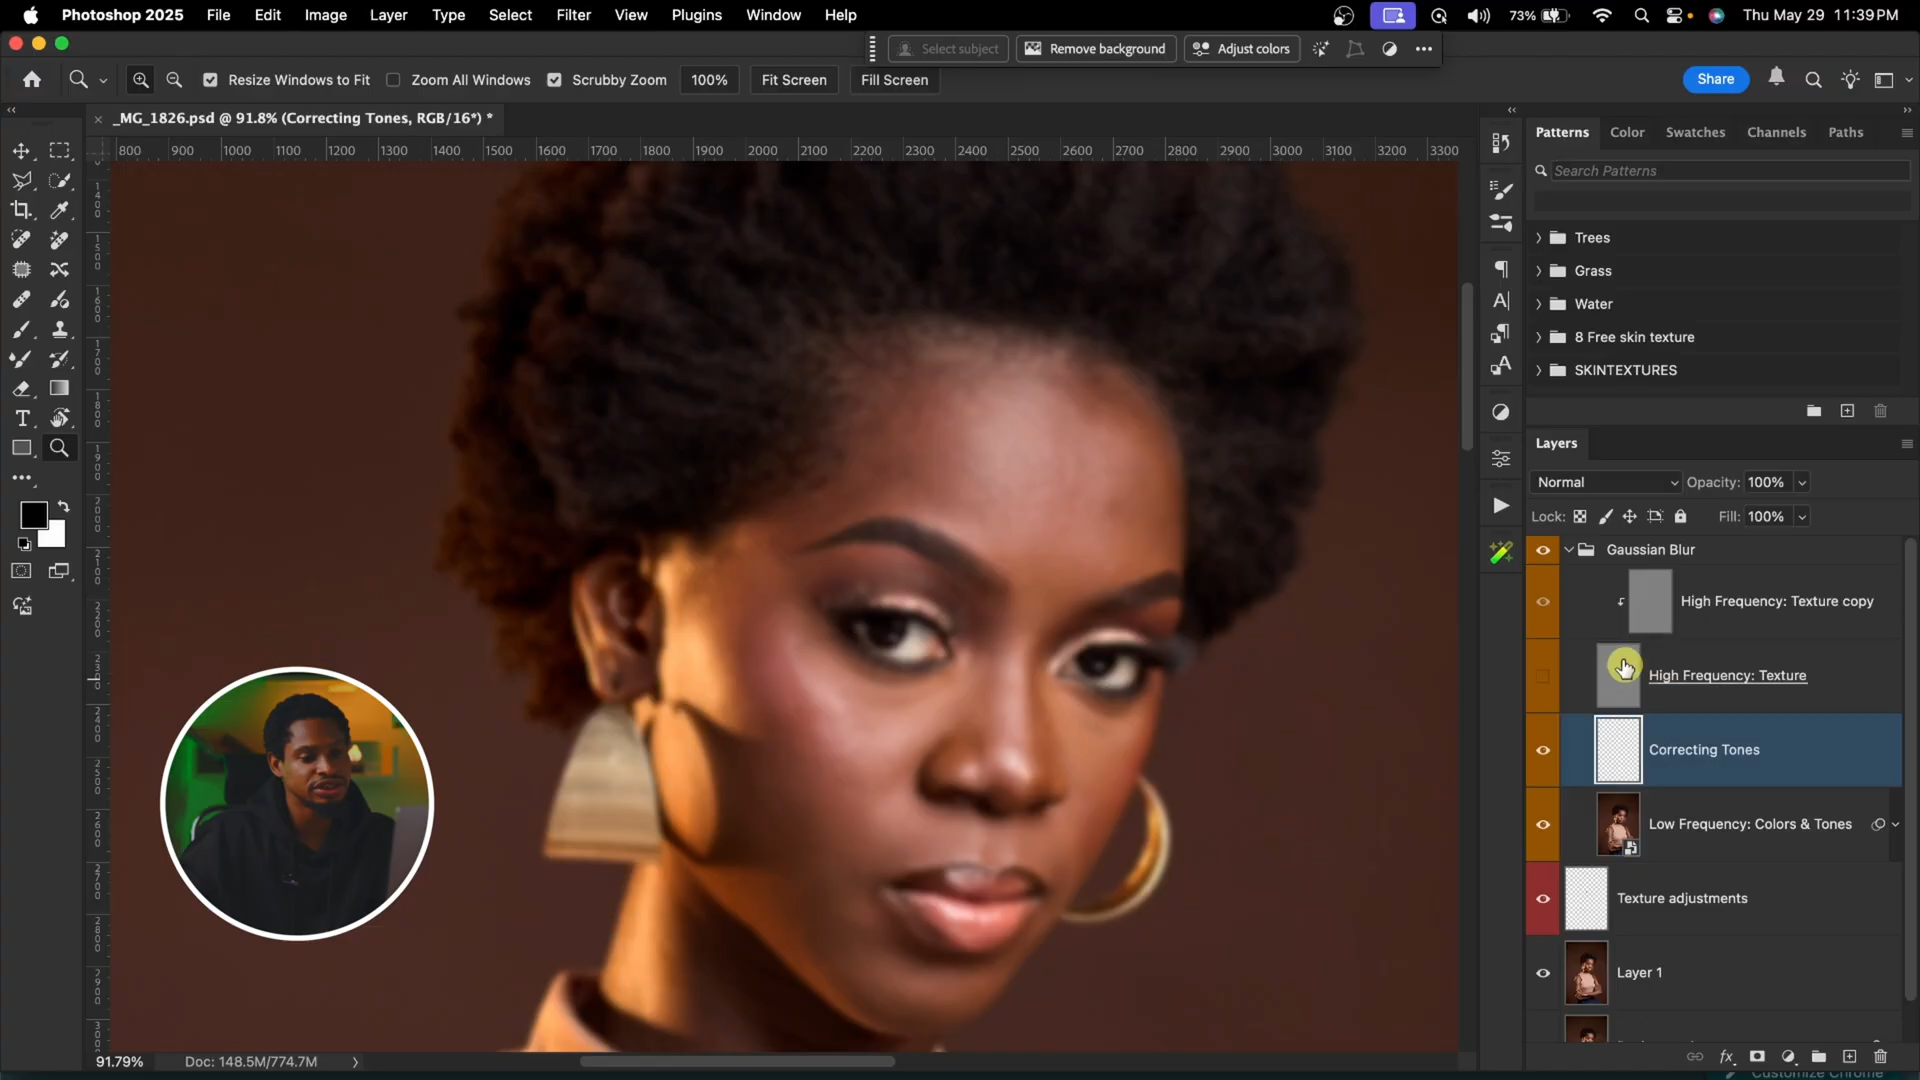 Photoshop 2025 File Edit Image Layer Type Select Filter View Plugins Window Help 73% Thu May 29 11:39 PM
Select subject Remove background Adjust colors
Resize Windows to Fit Zoom All Windows Scrubby Zoom 100% Fit Screen Fill Screen Share
_MG_1826.psd @ 91.8% (Correcting Tones, RGB/16*) *
800 900 1000 1100 1200 1300 1400 1500 1600 1700 1800 1900 2000 2100 2200 2300 2400 2500 2600 2700 2800 2900 3000 3100 3200 3300
Patterns Color Swatches Channels Paths
Search Patterns
Trees
Grass
Water
8 Free skin texture
SKINTEXTURES
Layers
Normal Opacity: 100%
Lock: Fill: 100%
Gaussian Blur
High Frequency: Texture copy
High Frequency: Texture
Correcting Tones
Low Frequency: Colors & Tones
Texture adjustments
Layer 1
91.79% Doc: 148.5M/774.7M
Customize Chrome